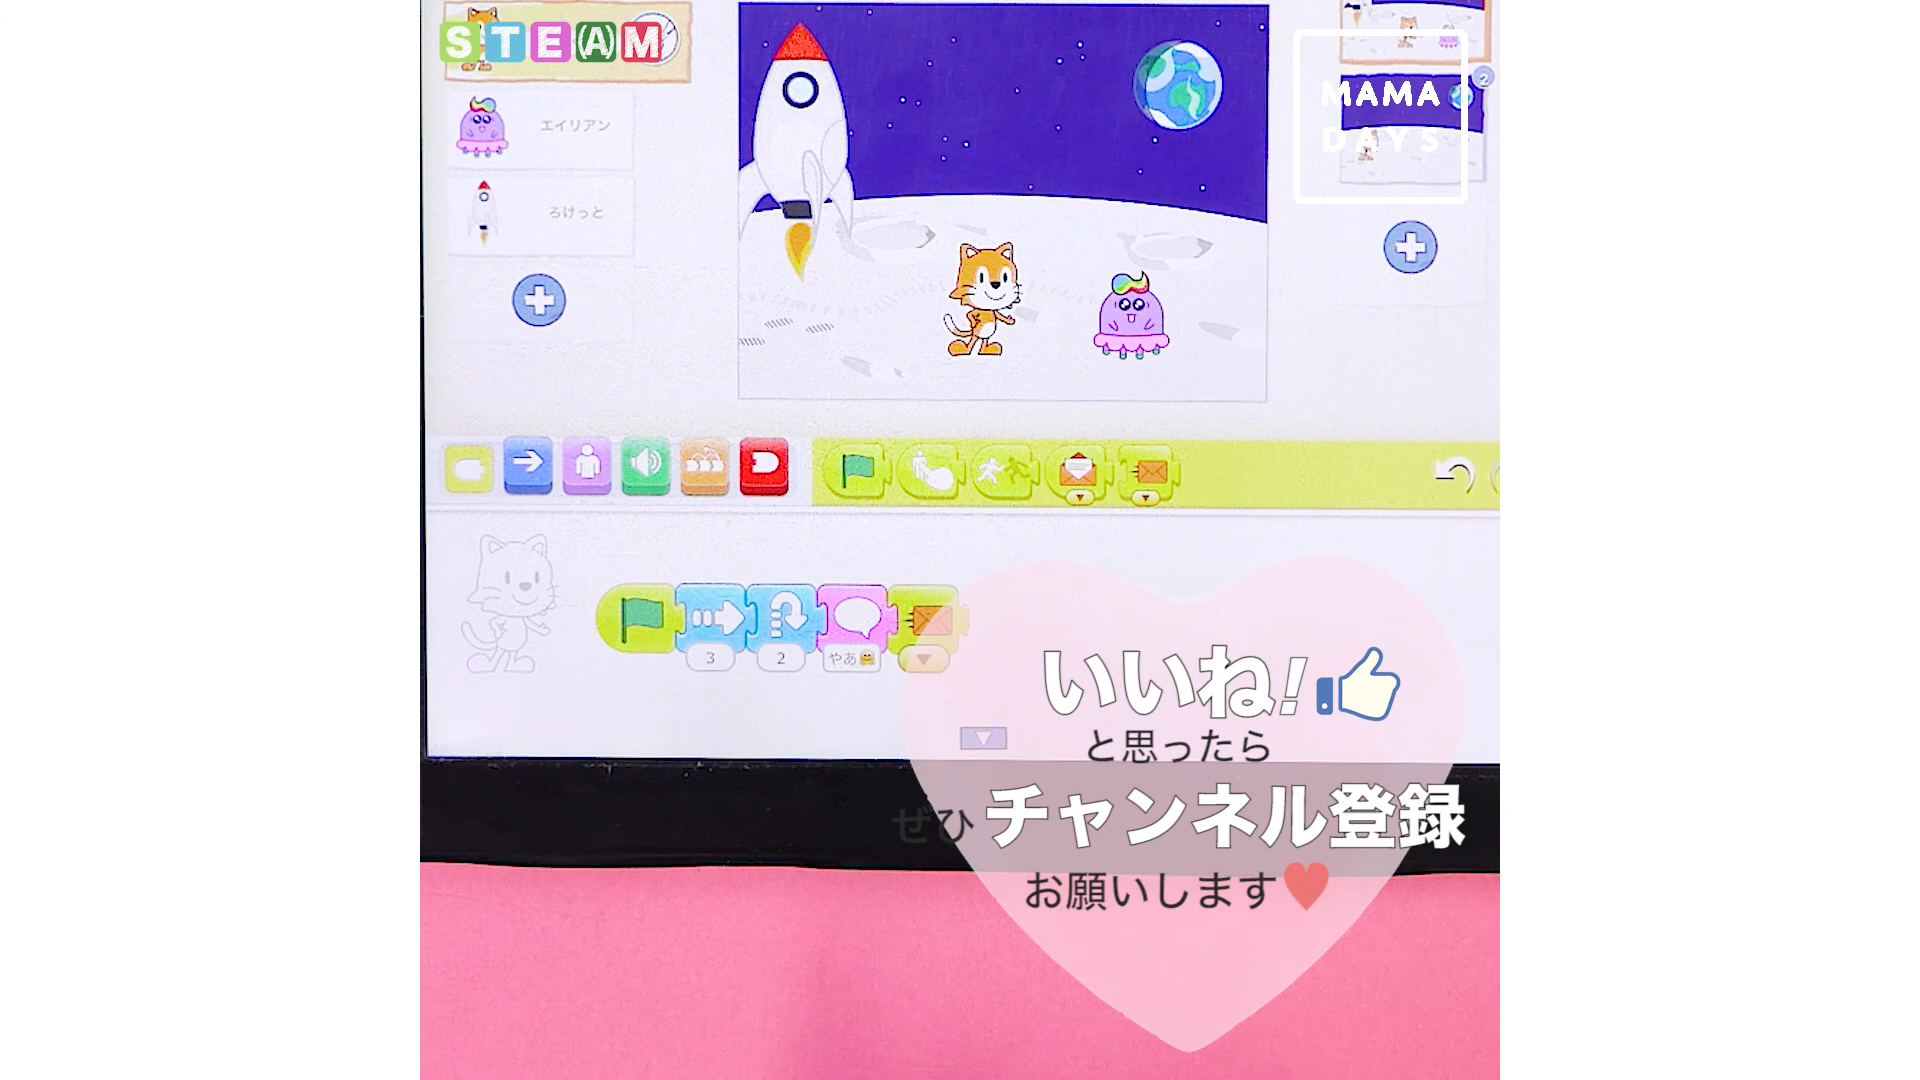 STE(A)M
エイリアン
ろけっと
MAMA
DAYS
2
3
2
やあ🤗
いいね!
と思ったら
ぜひ チャンネル登録
お願いします♥